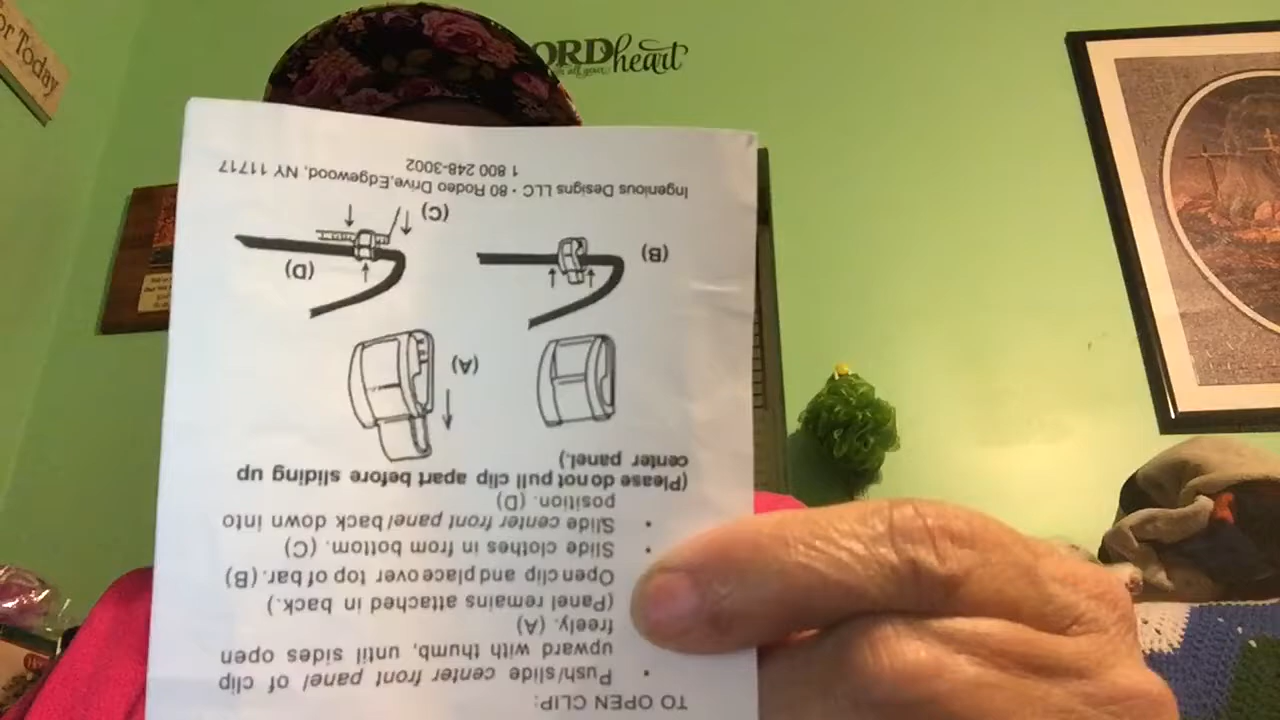 TO OPEN CLIP:
• Push/slide center front panel of clip
upward with thumb, until sides open
freely. (A)
(Panel remains attached in back.)
Open clip and place over top of bar. (B)
• Slide clothes in from bottom. (C)
• Slide center front panel back down into
position. (D)
(Please do not pull clip apart before sliding up
center panel.)
(A)
(B)
(D)
(C)
Ingenious Designs LLC • 80 Rodeo Drive, Edgewood, NY 11717
1 800 248-3002
ORD
all your
heart
or Today